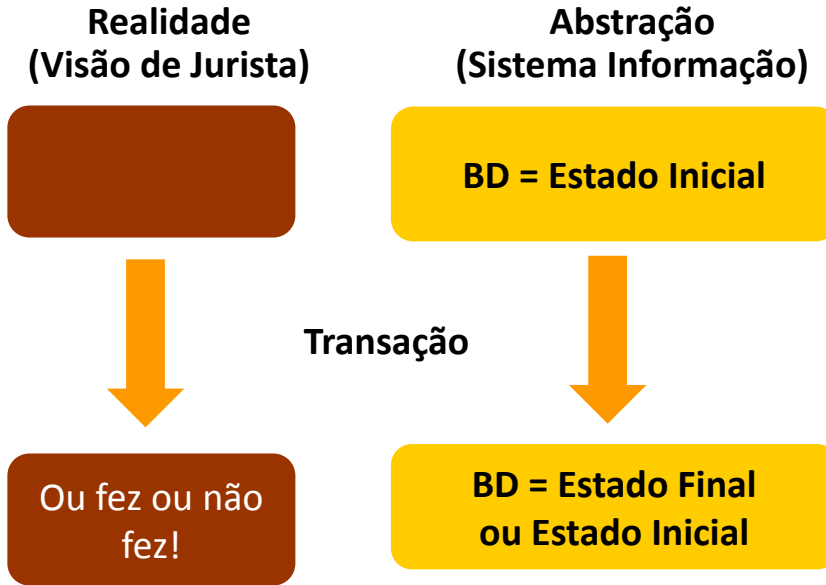 Realidade
(Visão de Jurista)
Abstração
(Sistema Informação)
BD = Estado Inicial
Transação
Ou fez ou não
fez!
BD = Estado Final
ou Estado Inicial